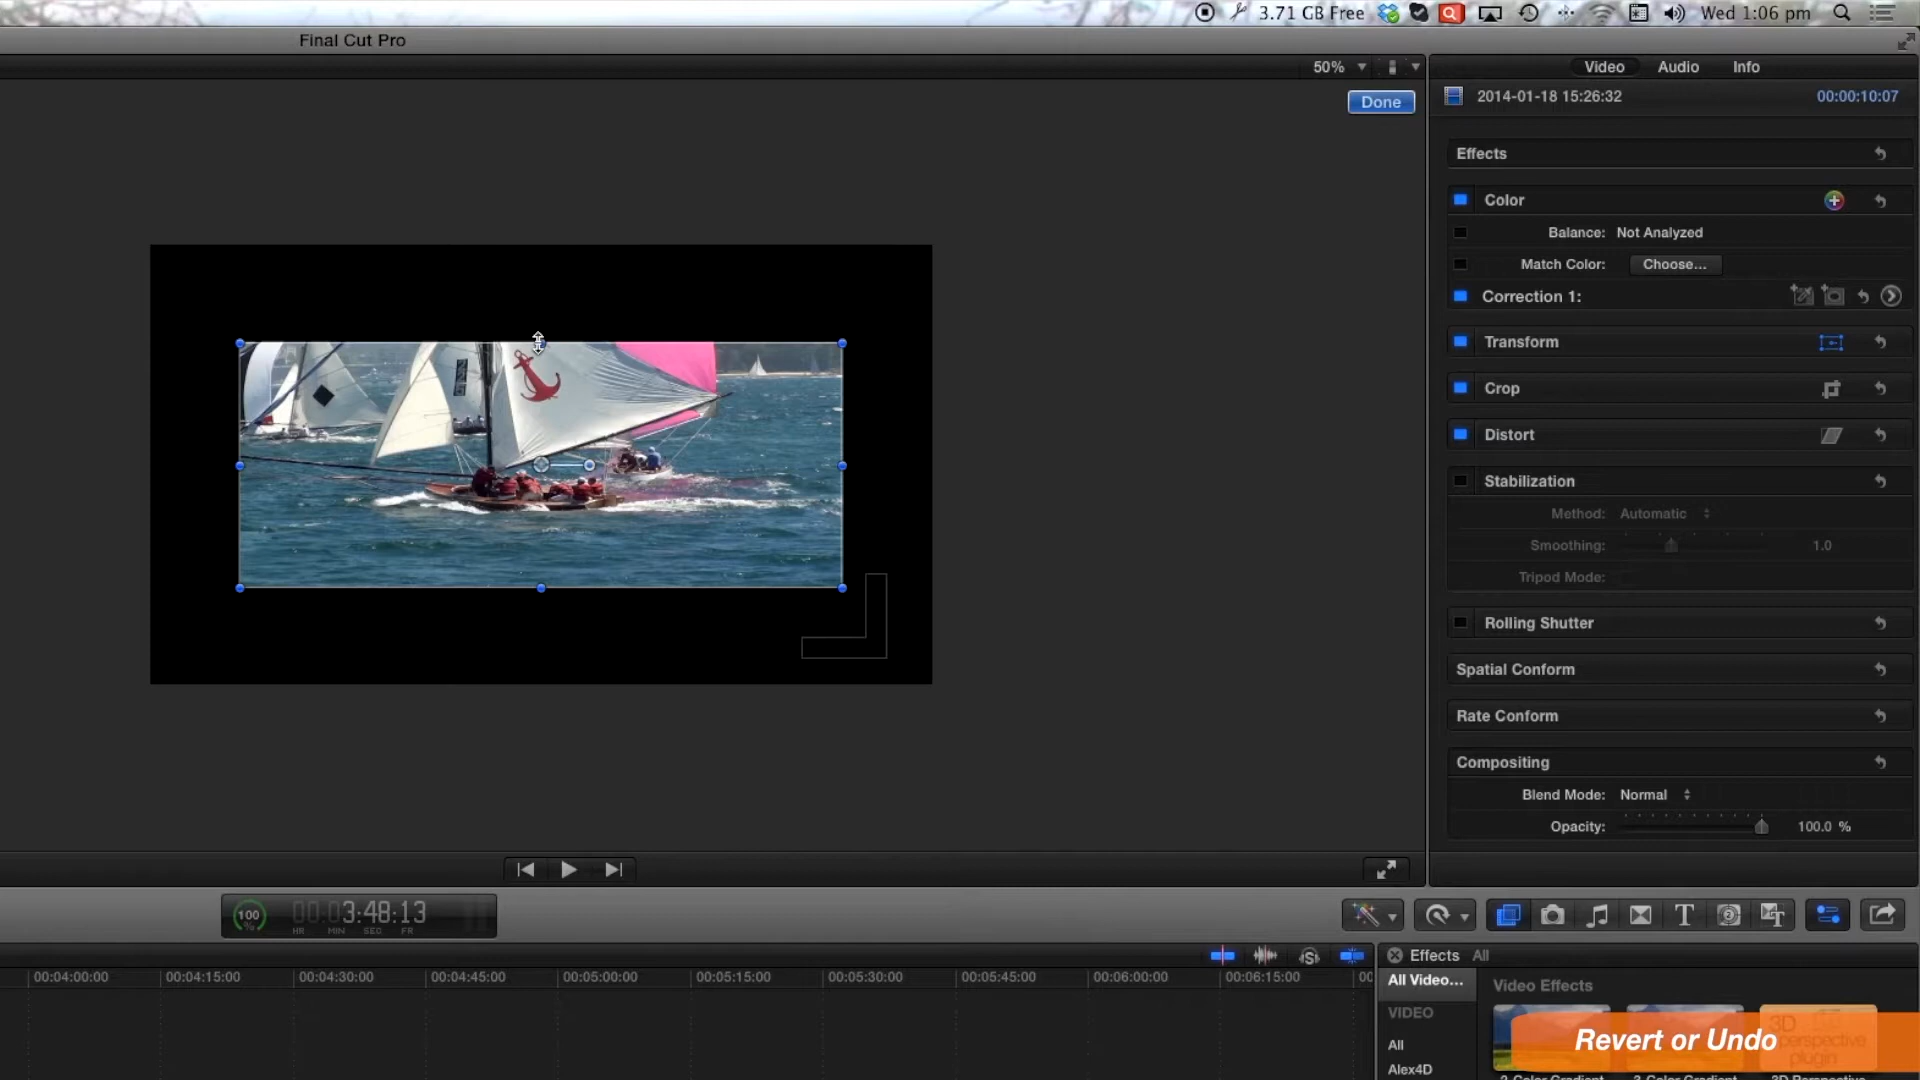 3.71 GB Free
Wed 1:06 pm
Final Cut Pro
50%
Done
Video
Audio
Info
2014-01-18 15:26:32
00:00:10:07
Effects
Color
Balance: Not Analyzed
Match Color: Choose...
Correction 1:
Transform
Crop
Distort
Stabilization
Method: Automatic
Smoothing: 1.0
Tripod Mode:
Rolling Shutter
Spatial Conform
Rate Conform
Compositing
Blend Mode: Normal
Opacity: 100.0 %
100 %
00:03:48:13
HR MIN SEC FR
00:04:00:00
00:04:15:00
00:04:30:00
00:04:45:00
00:05:00:00
00:05:15:00
00:05:30:00
00:05:45:00
00:06:00:00
00:06:15:00
00
Effects All
All Video...
Video Effects
VIDEO
All
Alex4D
3D
perspective
plugin
Revert or Undo